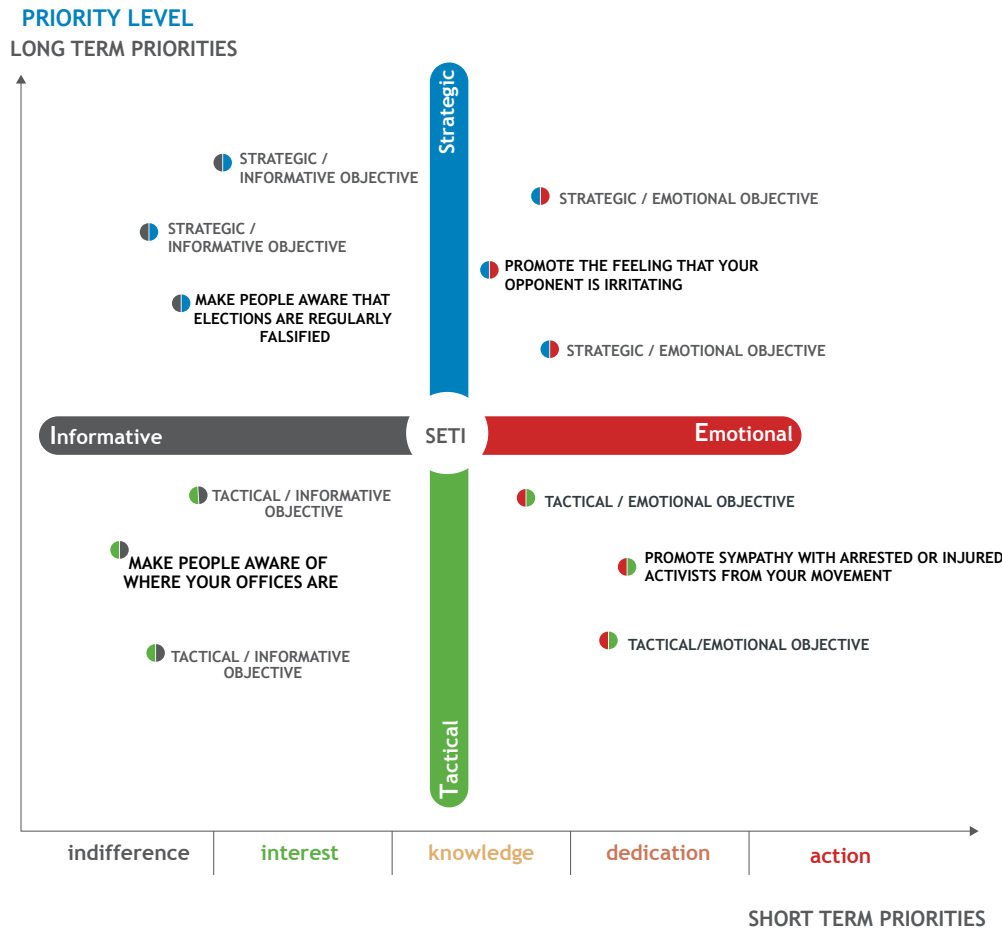 PRIORITY LEVEL
LONG TERM PRIORITIES
Strategic
STRATEGIC /
INFORMATIVE OBJECTIVE
STRATEGIC / EMOTIONAL OBJECTIVE
STRATEGIC /
INFORMATIVE OBJECTIVE
PROMOTE THE FEELING THAT YOUR
OPPONENT IS IRRITATING
MAKE PEOPLE AWARE THAT
ELECTIONS ARE REGULARLY
FALSIFIED
STRATEGIC / EMOTIONAL OBJECTIVE
Informative
SETI
Emotional
TACTICAL / INFORMATIVE
OBJECTIVE
TACTICAL / EMOTIONAL OBJECTIVE
MAKE PEOPLE AWARE OF
WHERE YOUR OFFICES ARE
PROMOTE SYMPATHY WITH ARRESTED OR INJURED
ACTIVISTS FROM YOUR MOVEMENT
TACTICAL / INFORMATIVE
OBJECTIVE
TACTICAL/EMOTIONAL OBJECTIVE
Tactical
indifference
interest
knowledge
dedication
action
SHORT TERM PRIORITIES